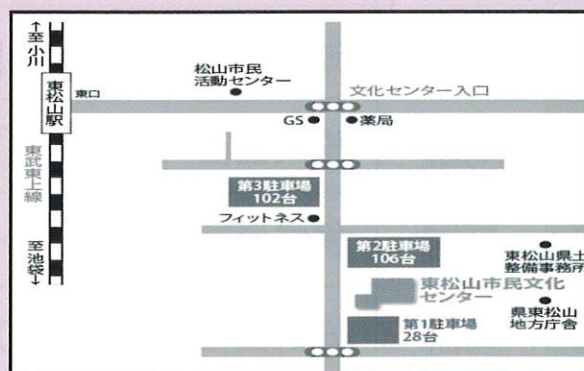 ↑至小川
東松山駅
東口
東武東上線
至池袋↓
松山市民
活動センター
文化センター入口
GS
薬局
第3駐車場
102台
フィットネス
第2駐車場
106台
東松山県土
整備事務所
東松山市民文化
センター
県東松山
地方庁舎
第1駐車場
28台